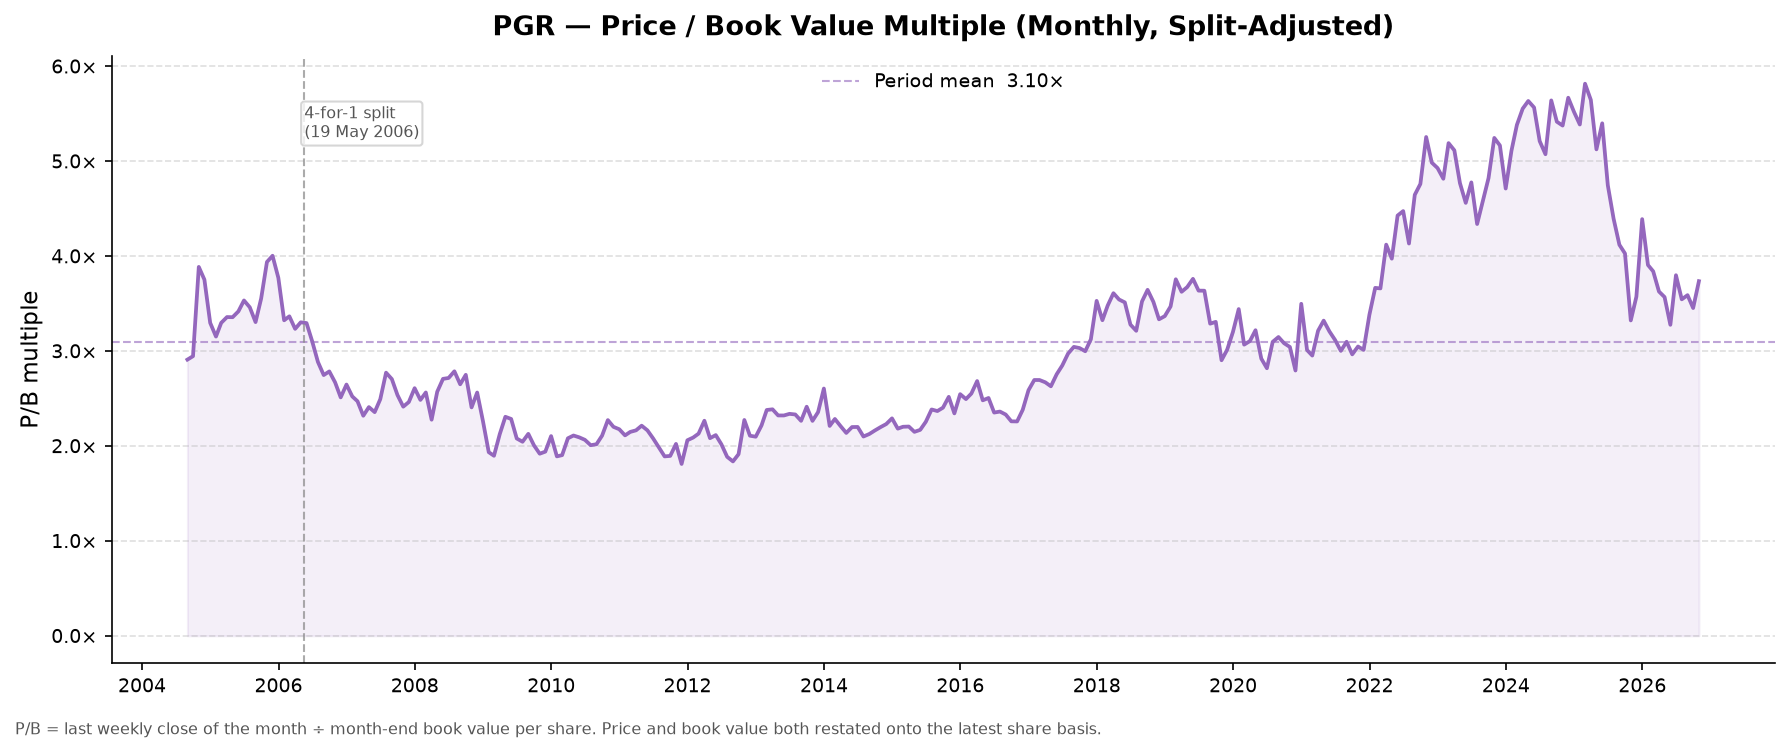 PGR — Price / Book Value Multiple (Monthly, Split-Adjusted)
Period mean  3.10×
4-for-1 split
(19 May 2006)
P/B multiple
6.0×
5.0×
4.0×
3.0×
2.0×
1.0×
0.0×
2004 2006 2008 2010 2012 2014 2016 2018 2020 2022 2024 2026
P/B = last weekly close of the month ÷ month-end book value per share. Price and book value both restated onto the latest share basis.